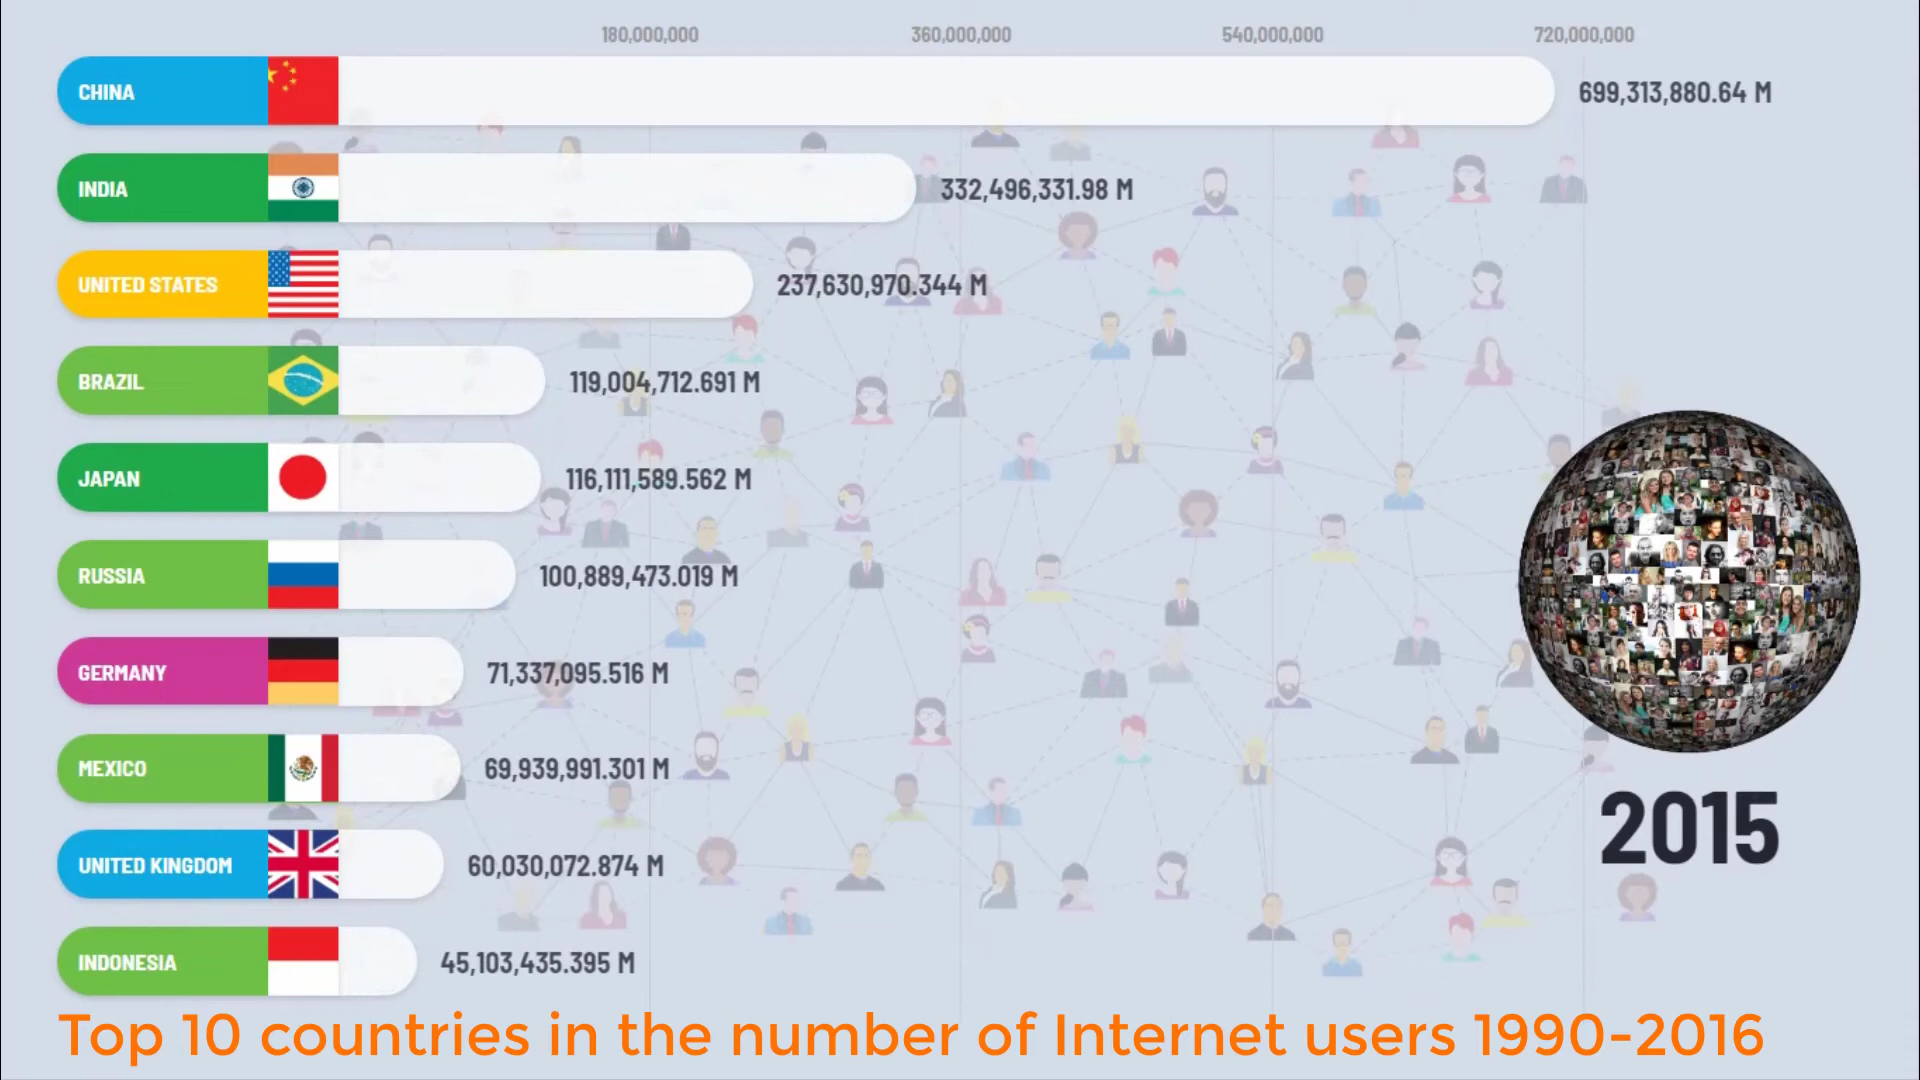 180,000,000 360,000,000 540,000,000 720,000,000
CHINA 699,313,880.64 M
INDIA 332,496,331.98 M
UNITED STATES 237,630,970.344 M
BRAZIL 119,004,712.691 M
JAPAN 116,111,589.562 M
RUSSIA 100,889,473.019 M
GERMANY 71,337,095.516 M
MEXICO 69,939,991.301 M
2015
UNITED KINGDOM 60,030,072.874 M
INDONESIA 45,103,435.395 M
Top 10 countries in the number of Internet users 1990-2016